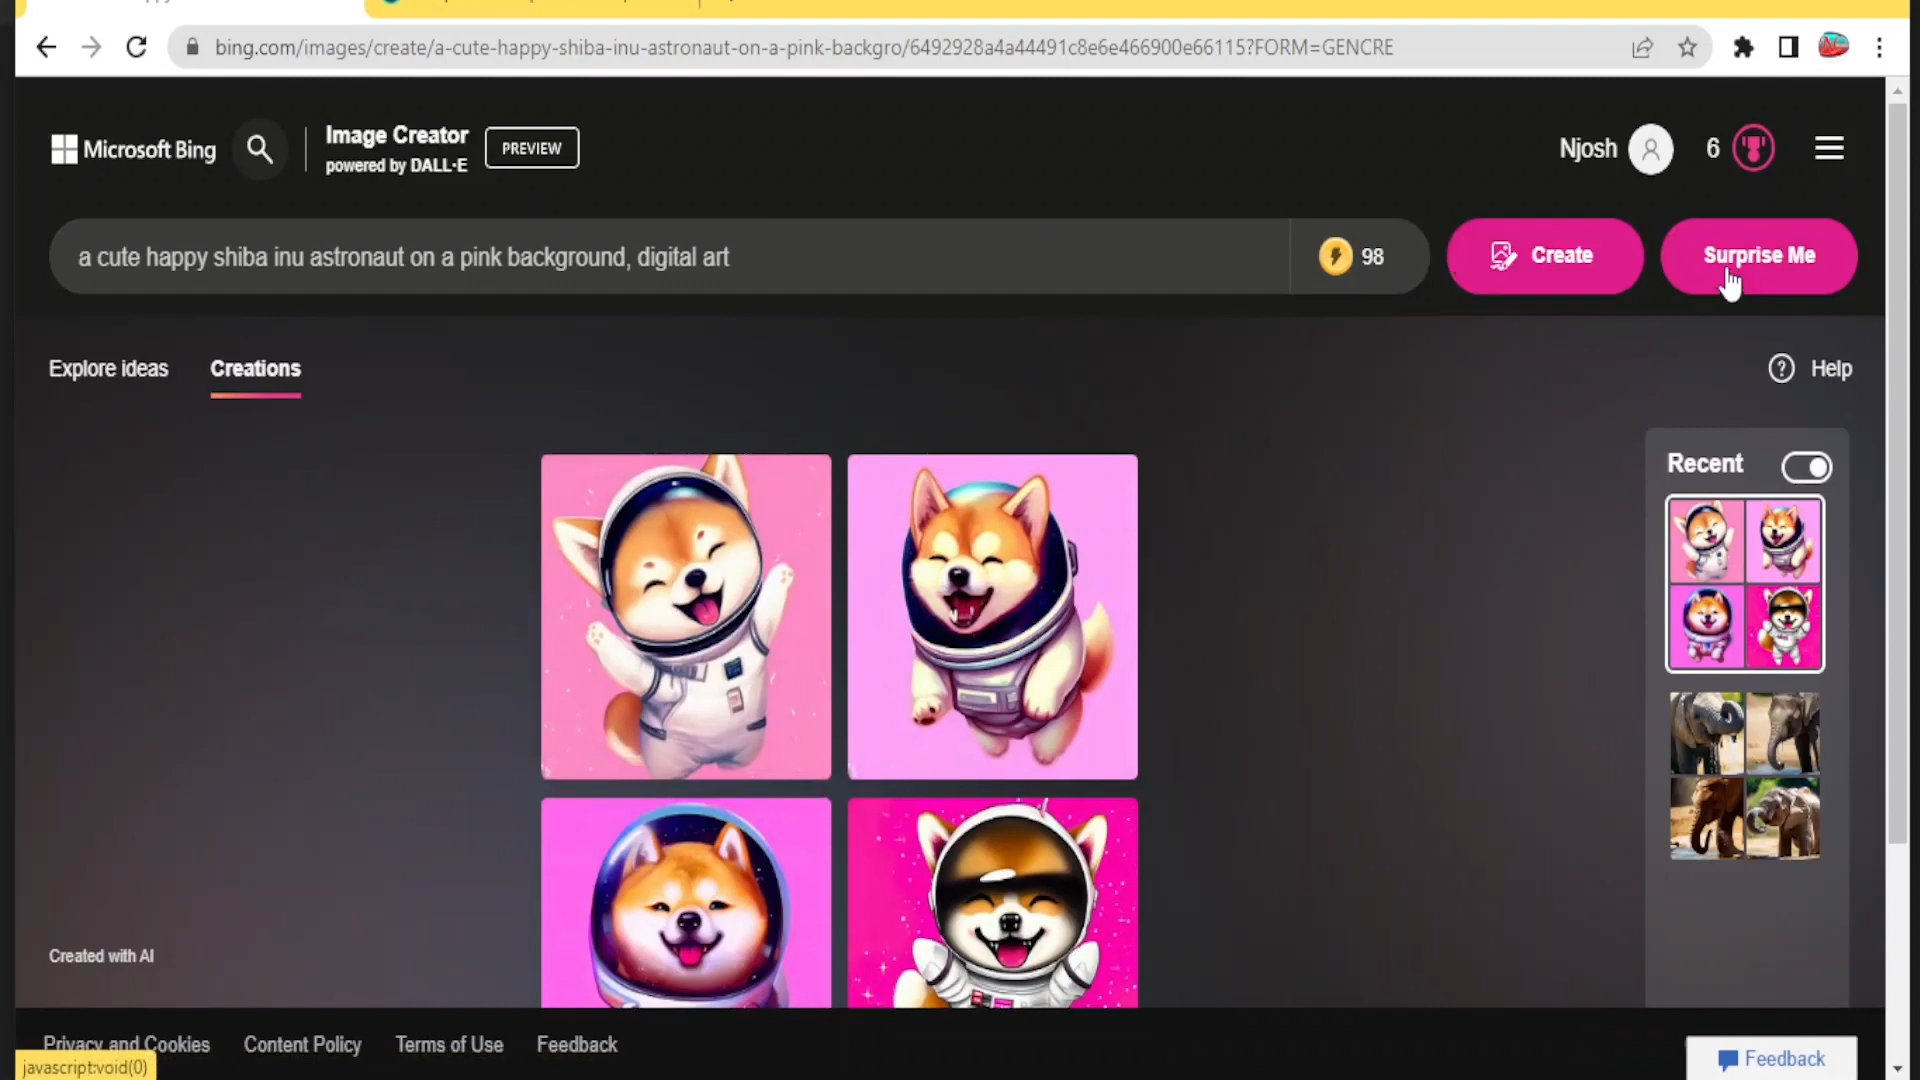 bing.com/images/create/a-cute-happy-shiba-inu-astronaut-on-a-pink-backgro/6492928a4a44491c8e6e466900e66115?FORM=GENCRE
Microsoft Bing
Image Creator
powered by DALL·E
PREVIEW
Njosh
6
a cute happy shiba inu astronaut on a pink background, digital art
98
Create
Surprise Me
Explore ideas
Creations
Help
Recent
Created with AI
Privacy and Cookies
Content Policy
Terms of Use
Feedback
javascript:void(0)
Feedback